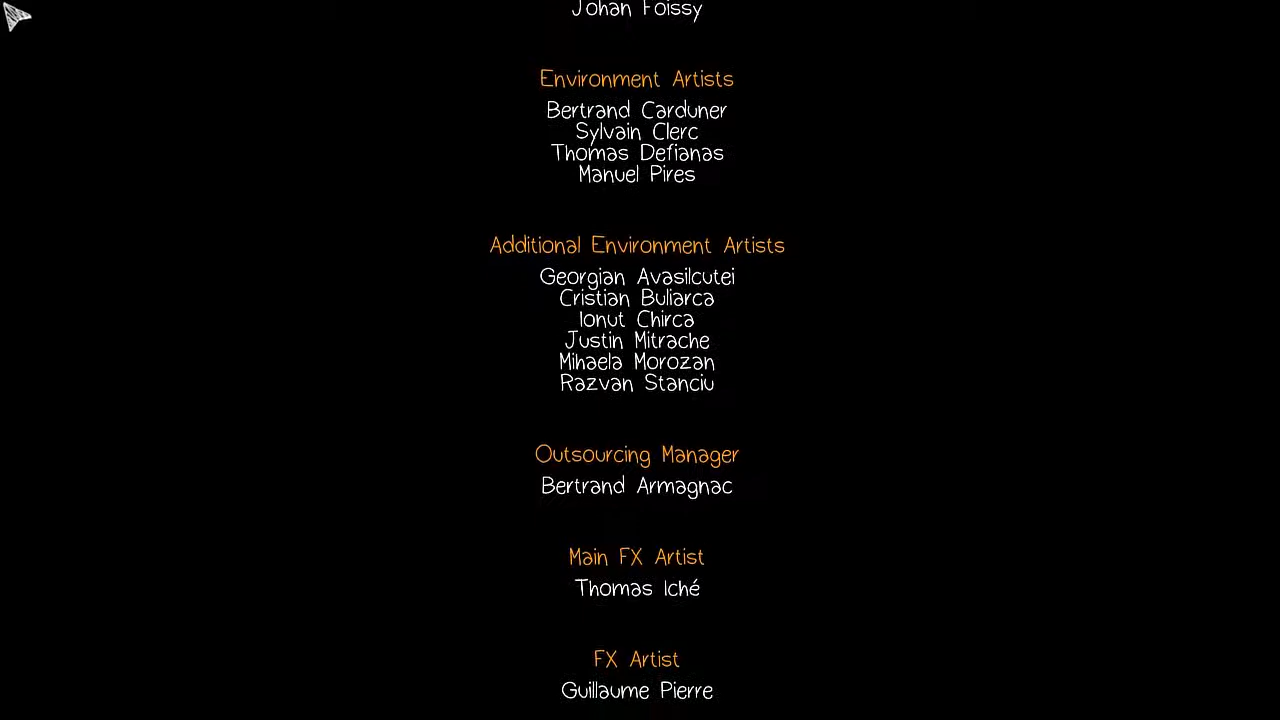 Johan Foissy
Environment Artists
Bertrand Carduner
Sylvain Clerc
Thomas Defianas
Manuel Pires
Additional Environment Artists
Georgian Avasilcutei
Cristian Buliarca
Ionut Chirca
Justin Mitrache
Mihaela Morozan
Razvan Stanciu
Outsourcing Manager
Bertrand Armagnac
Main FX Artist
Thomas Iché
FX Artist
Guillaume Pierre